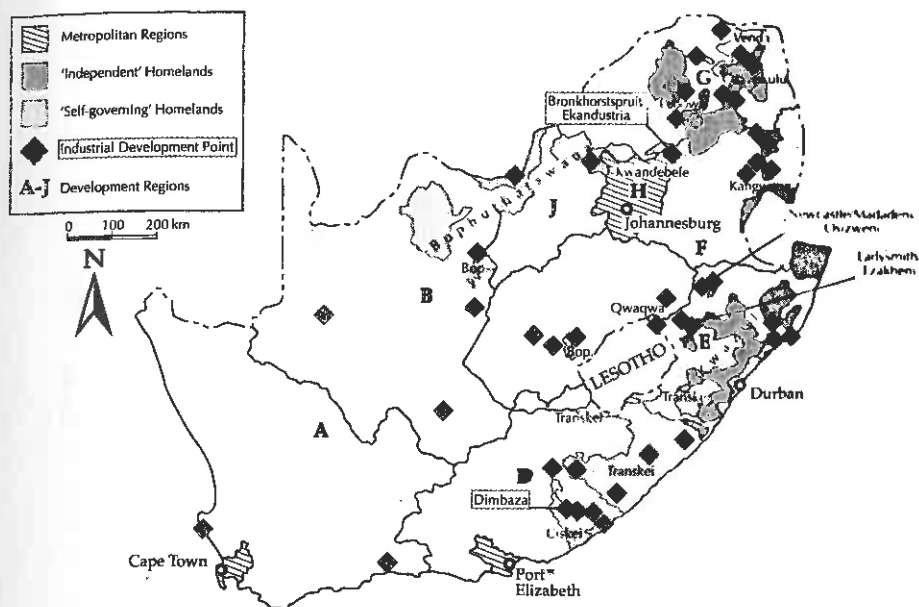 Metropolitan Regions
'Independent' Homelands
'Self-governing' Homelands
Industrial Development Point
A-J Development Regions
0 100 200 km
N
Venda
G
Bronkhorstspruit
Ekandustria
Kwandebele
Bophuthatswana
J
H
Johannesburg
Kangwane
F
Newcastle/Madadeni
Ladysmith
Ezakheni
Bop.
B
Qwaqwa
Bop.
LESOTHO
E
Durban
Transkei
A
D
Transkei
Dimbaza
Ciskei
Cape Town
Port
Elizabeth